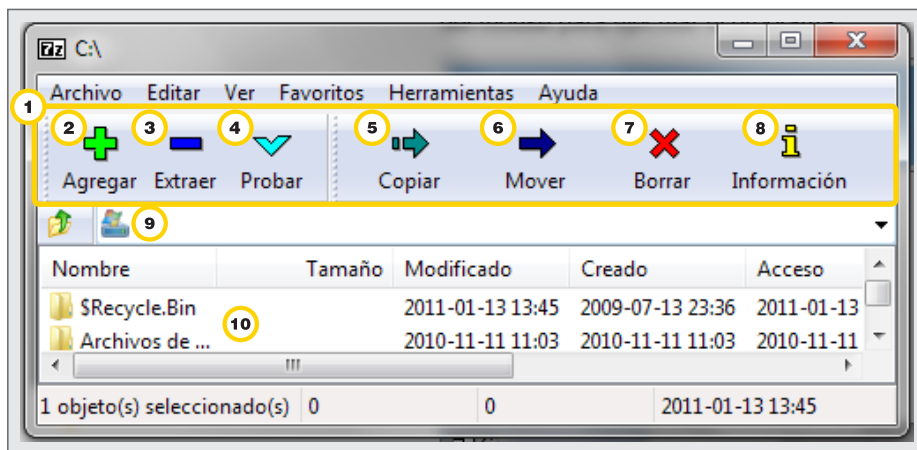 7z C:\
Archivo Editar Ver Favoritos Herramientas Ayuda
1
2 3 4 5 6 7 8
Agregar Extraer Probar Copiar Mover Borrar Información
9
Nombre Tamaño Modificado Creado Acceso
$Recycle.Bin 2011-01-13 13:45 2009-07-13 23:36 2011-01-13
10
Archivos de ... 2010-11-11 11:03 2010-11-11 11:03 2010-11-11
1 objeto(s) seleccionado(s) 0 0 2011-01-13 13:45